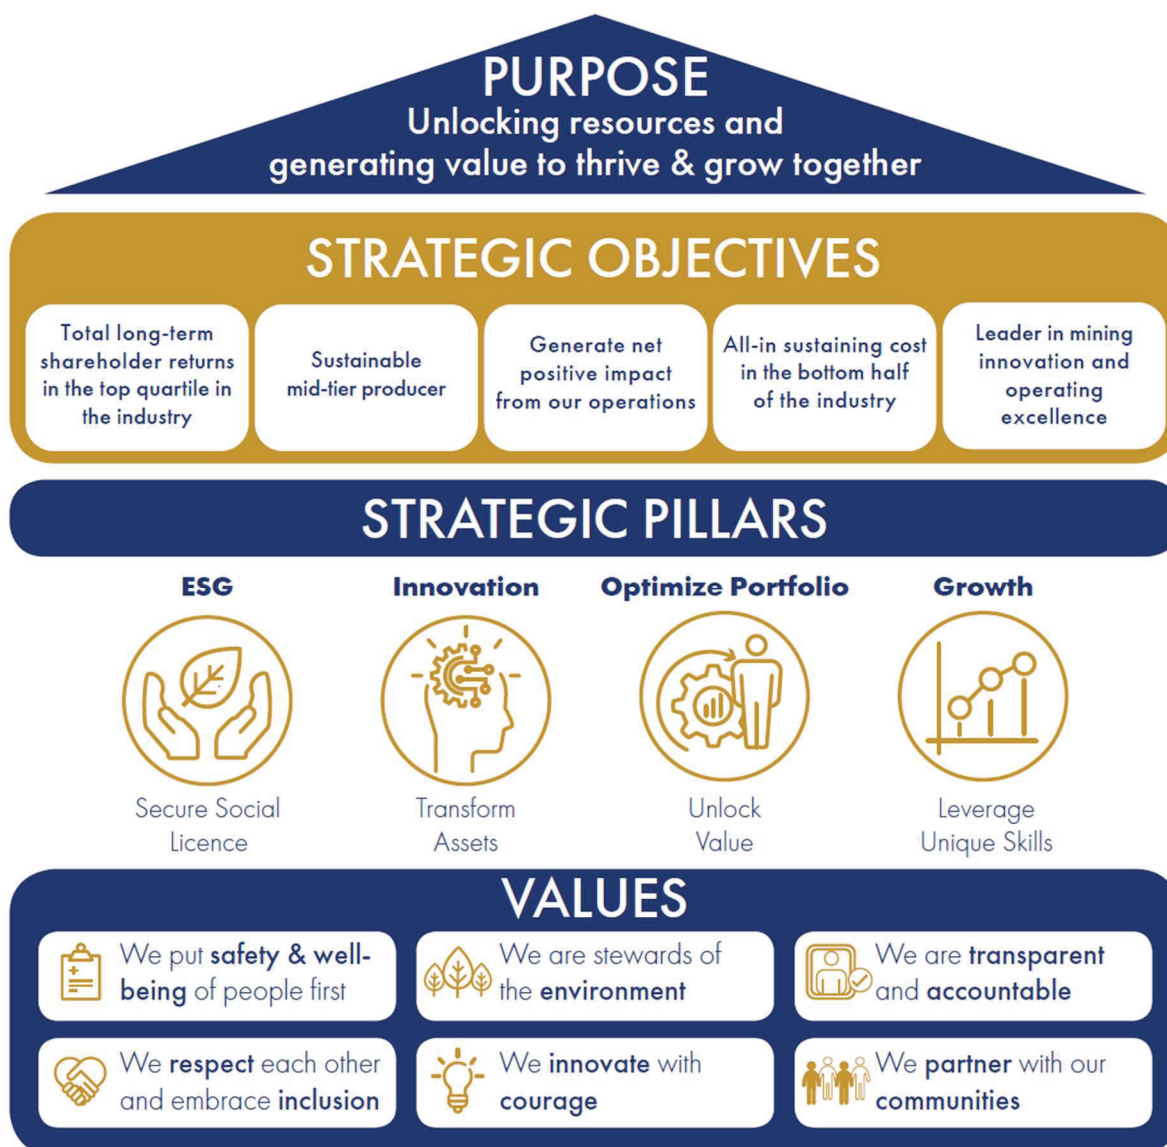 PURPOSE
Unlocking resources and
generating value to thrive & grow together
STRATEGIC OBJECTIVES
Total long-term
shareholder returns
in the top quartile in
the industry
Sustainable
mid-tier producer
Generate net
positive impact
from our operations
All-in sustaining cost
in the bottom half
of the industry
Leader in mining
innovation and
operating
excellence
STRATEGIC PILLARS
ESG
Secure Social
Licence
Innovation
Transform
Assets
Optimize Portfolio
Unlock
Value
Growth
Leverage
Unique Skills
VALUES
We put safety & well-
being of people first
We are stewards of
the environment
We are transparent
and accountable
We respect each other
and embrace inclusion
We innovate with
courage
We partner with our
communities